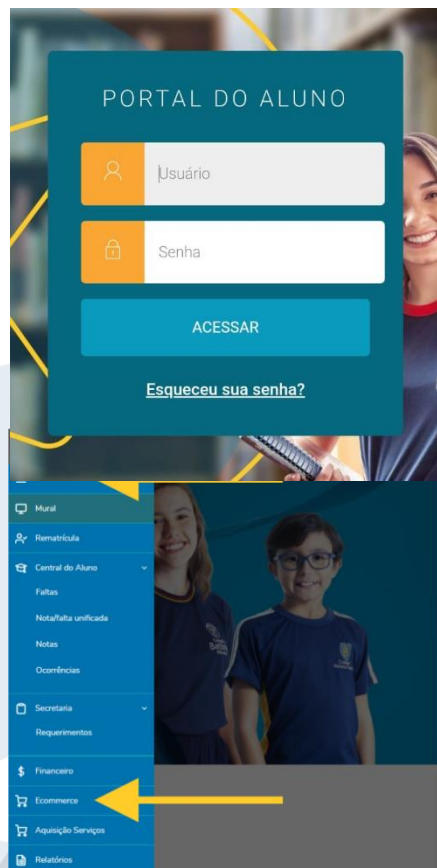 PORTAL DO ALUNO
Usuário
Senha
ACESSAR
Esqueceu sua senha?
Mural
Rematrícula
Central do Aluno
Faltas
Nota/falta unificada
Notas
Ocorrências
Secretaria
Requerimentos
Financeiro
Ecommerce
Aquisição Serviços
Relatórios